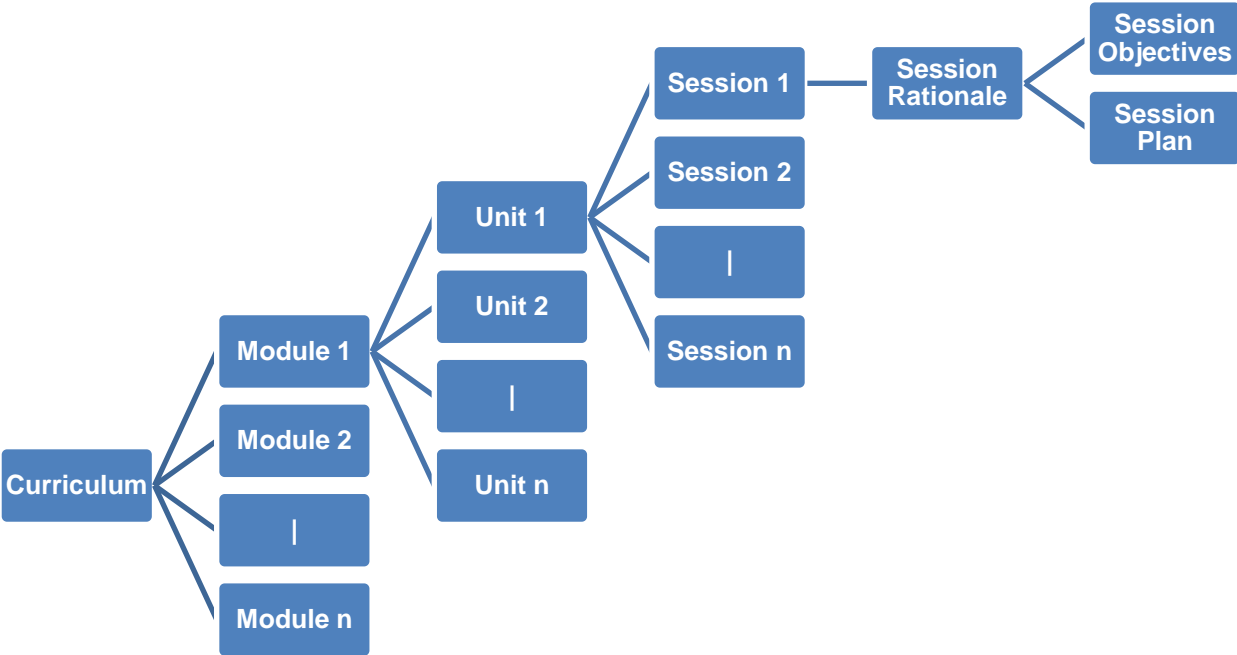 Curriculum
Module 1
Module 2
|
Module n
Unit 1
Unit 2
|
Unit n
Session 1
Session 2
|
Session n
Session
Rationale
Session
Objectives
Session
Plan